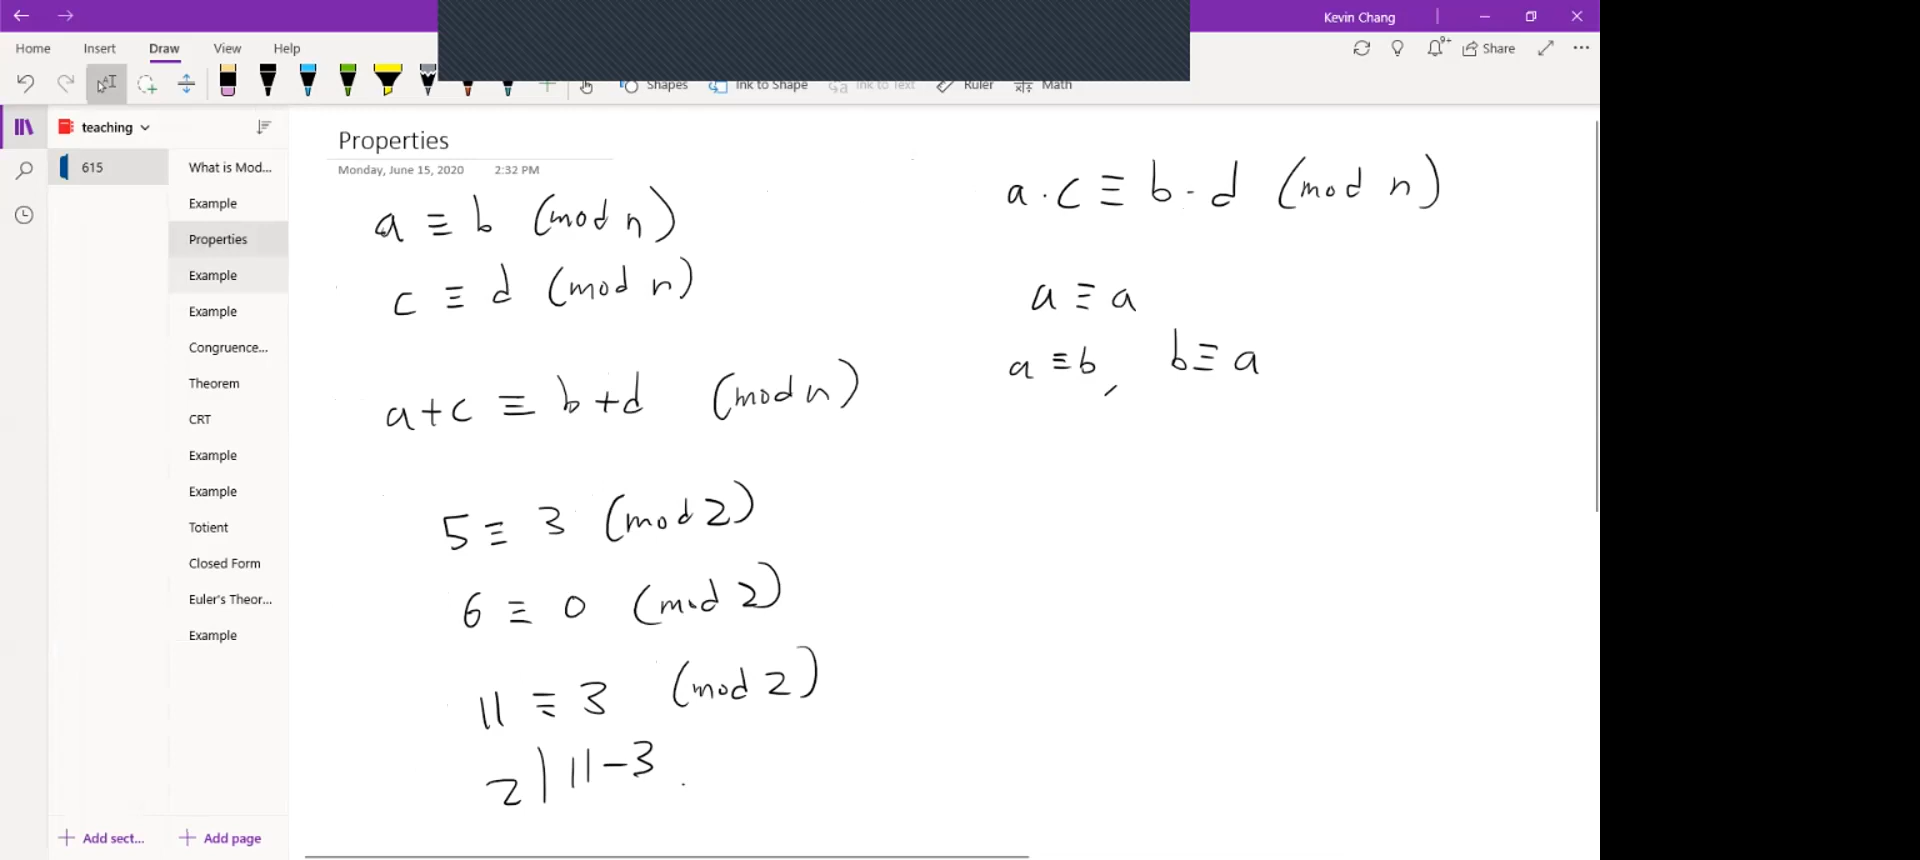 Kevin Chang
Home Insert Draw View Help
Share
Shapes Ink to Shape Ink to Text Ruler Math
teaching
615
What is Mod...
Example
Properties
Example
Example
Congruence...
Theorem
CRT
Example
Example
Totient
Closed Form
Euler's Theor...
Example
Add sect...
Add page
Properties
Monday, June 15, 2020 2:32 PM
a ≡ b (mod n)
c ≡ d (mod n)
a+c ≡ b+d (mod n)
5 ≡ 3 (mod 2)
6 ≡ 0 (mod 2)
11 ≡ 3 (mod 2)
2 | 11-3
a · c ≡ b · d (mod n)
a ≡ a
a ≡ b, b ≡ a